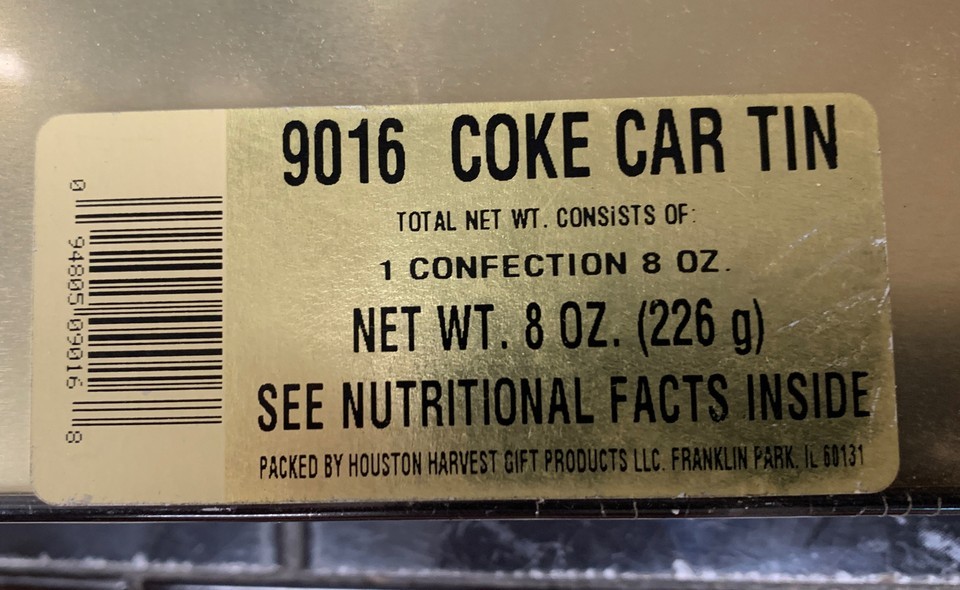 9016 COKE CAR TIN
TOTAL NET WT. CONSISTS OF:
1 CONFECTION 8 OZ.
NET WT. 8 OZ. (226 g)
SEE NUTRITIONAL FACTS INSIDE
PACKED BY HOUSTON HARVEST GIFT PRODUCTS LLC. FRANKLIN PARK, IL 60131
0 94805 09016 8